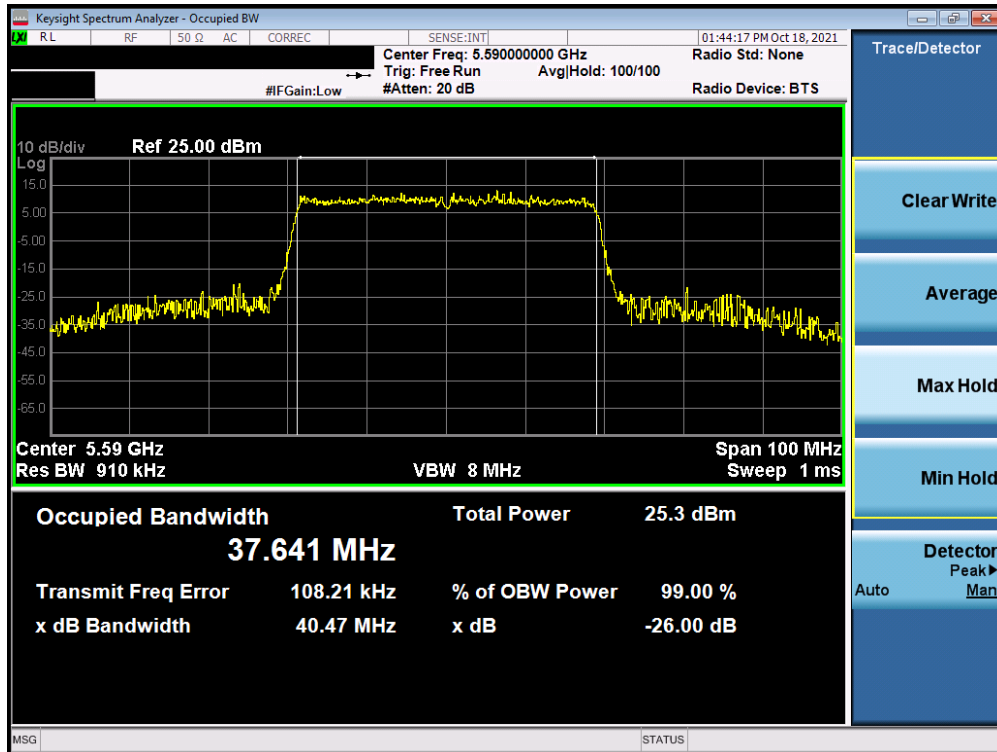 Keysight Spectrum Analyzer - Occupied BW
LXI RL RF 50 Ω AC CORREC SENSE:INT 01:44:17 PM Oct 18, 2021
Center Freq: 5.590000000 GHz Radio Std: None
Trig: Free Run Avg|Hold: 100/100
#IFGain:Low #Atten: 20 dB Radio Device: BTS
Trace/Detector
10 dB/div Ref 25.00 dBm
Log
15.0
5.00
-5.00
-15.0
-25.0
-35.0
-45.0
-55.0
-65.0
Center 5.59 GHz Span 100 MHz
Res BW 910 kHz VBW 8 MHz Sweep 1 ms
Occupied Bandwidth Total Power 25.3 dBm
37.641 MHz
Transmit Freq Error 108.21 kHz % of OBW Power 99.00 %
x dB Bandwidth 40.47 MHz x dB -26.00 dB
Clear Write
Average
Max Hold
Min Hold
Detector
Peak▶
Auto Man
MSG STATUS